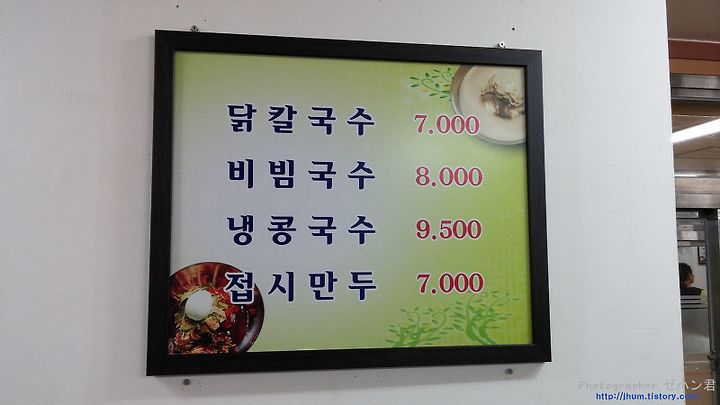 닭칼국수 7.000
비빔국수 8.000
냉콩국수 9.500
접시만두 7.000
Photographer ゼハン君
http://jhum.tistory.com